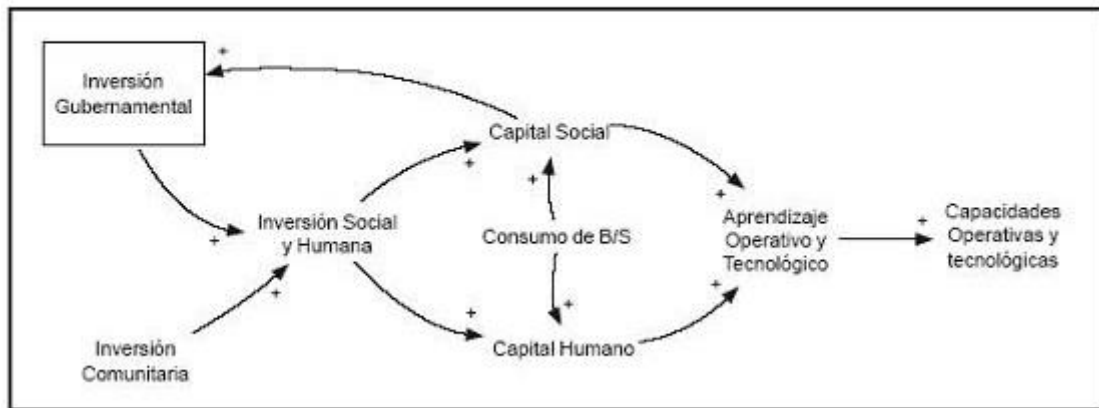 +
Inversión
Gubernamental
Capital Social
+
+
+
+
Inversión Social
y Humana
Consumo de B/S
Aprendizaje
Operativo y
Tecnológico
+
Capacidades
Operativas y
tecnológicas
+
+
+
+
Inversión
Comunitaria
Capital Humano